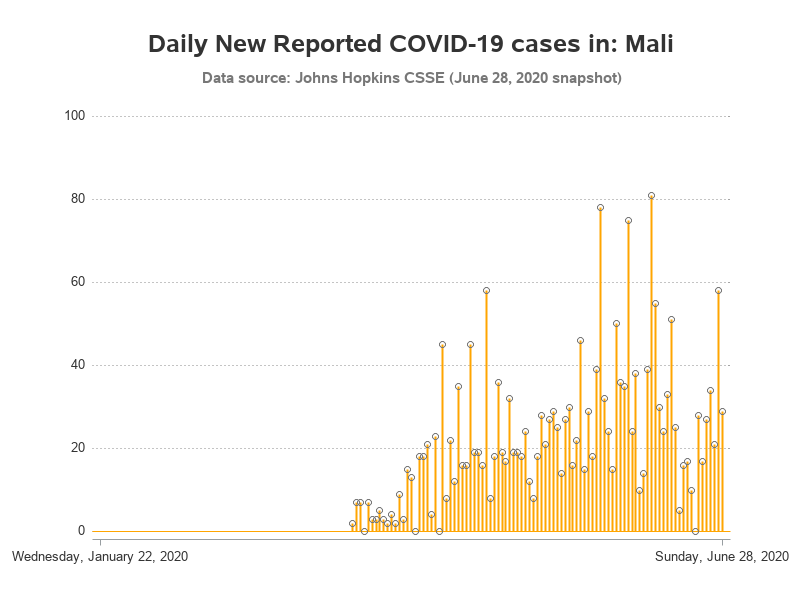 Daily New Reported COVID-19 cases in: Mali
Data source: Johns Hopkins CSSE (June 28, 2020 snapshot)
100
80
60
40
20
0
Wednesday, January 22, 2020
Sunday, June 28, 2020